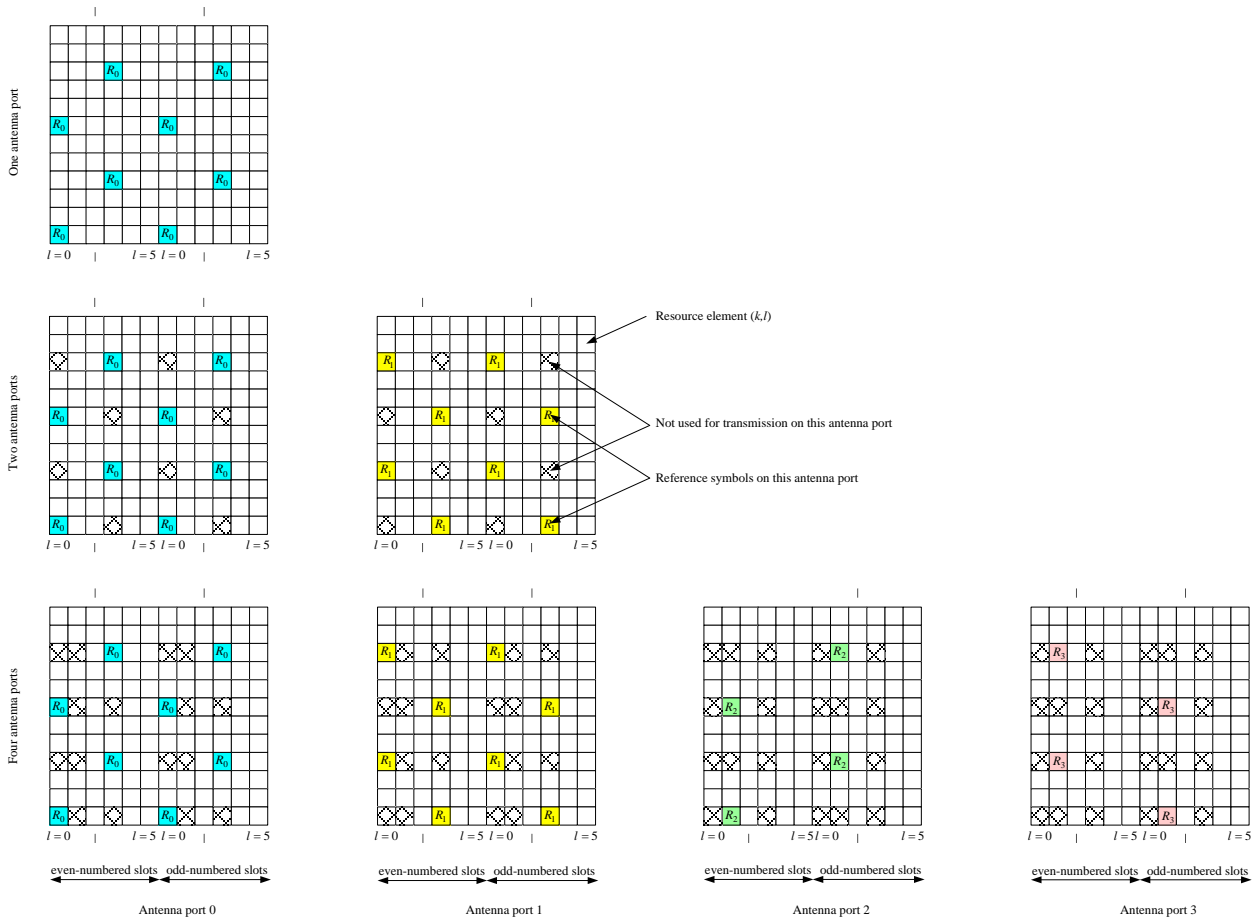 One antenna port
R0 R0
R0 R0
R0 R0
R0 R0
l = 0 l = 5 l = 0 l = 5
Two antenna ports
R0 R0
R0 R0
R0 R0
R0 R0
l = 0 l = 5 l = 0 l = 5
R1 R1
R1 R1
R1 R1
R1 R1
l = 0 l = 5 l = 0 l = 5
Resource element (k,l)
Not used for transmission on this antenna port
Reference symbols on this antenna port
Four antenna ports
R0 R0
R0 R0
R0 R0
R0 R0
l = 0 l = 5 l = 0 l = 5
even-numbered slots odd-numbered slots
Antenna port 0
R1 R1
R1 R1
R1 R1
R1 R1
l = 0 l = 5 l = 0 l = 5
even-numbered slots odd-numbered slots
Antenna port 1
R2
R2
R2
R2
l = 0 l = 5 l = 0 l = 5
even-numbered slots odd-numbered slots
Antenna port 2
R3
R3
R3
R3
l = 0 l = 5 l = 0 l = 5
even-numbered slots odd-numbered slots
Antenna port 3